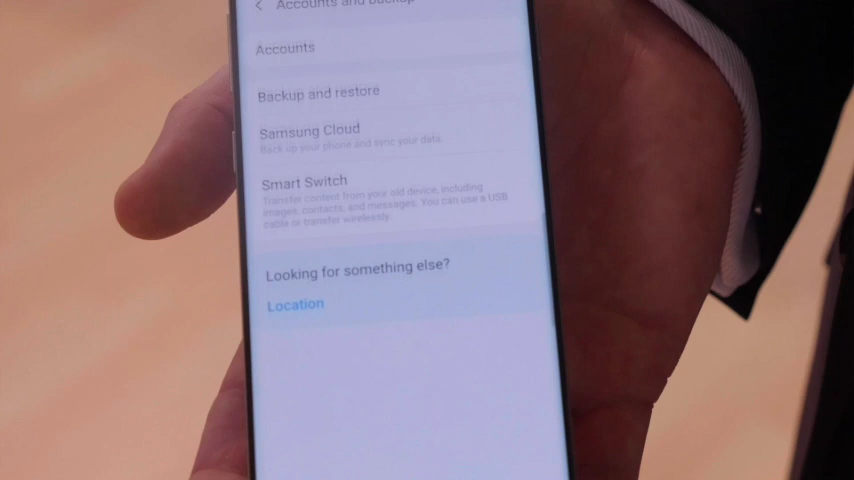 Accounts and backup
Accounts
Backup and restore
Samsung Cloud
Back up your phone and sync your data.
Smart Switch
Transfer content from your old device, including
images, contacts, and messages. You can use a USB
cable or transfer wirelessly.
Looking for something else?
Location